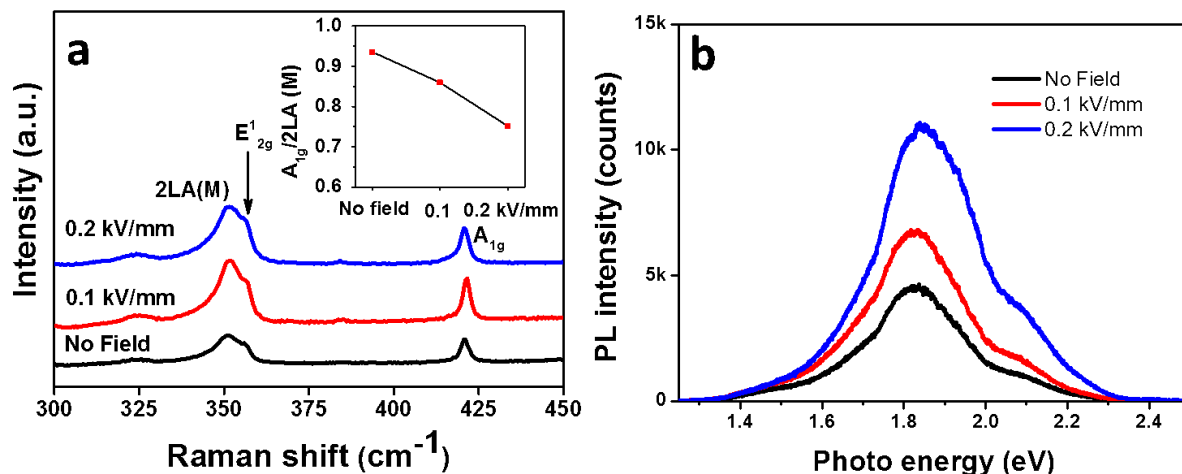 a
Intensity (a.u.)
Raman shift (cm⁻¹)
300 325 350 375 400 425 450
0.2 kV/mm
0.1 kV/mm
No Field
2LA(M)
E¹₂g
A₁g
A₁g/2LA (M)
1.0
0.9
0.8
0.7
0.6
No field 0.1 0.2 kV/mm
b
PL intensity (counts)
15k
10k
5k
0
1.4 1.6 1.8 2.0 2.2 2.4
Photo energy (eV)
No Field
0.1 kV/mm
0.2 kV/mm